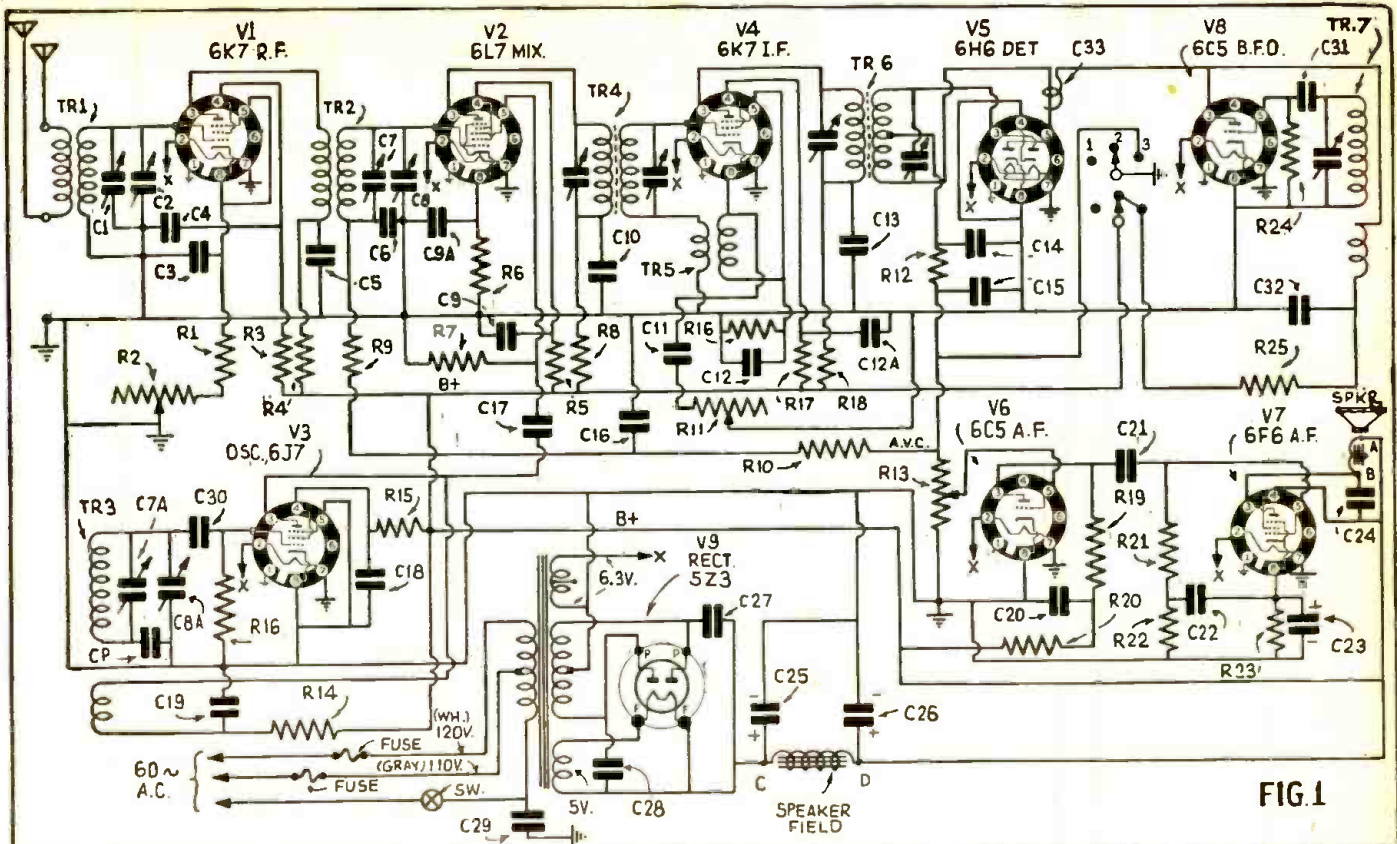 V1
6K7 R.F.
V2
6L7 MIX.
V4
6K7 I.F.
V5
6H6 DET
V8
6C5 B.F.O.
TR.7
C31
C33
TR1
TR2
TR4
TR 6
C7
C1
C2
C4
C3
C5
C6
C8
C9A
R6
C9
C10
TR5
C13
R12
C14
C15
1 2 3
R24
C32
R25
R1
R2
R3
R4
R9
R7
B+
R5
R8
C11
R16
C12
C12A
R17
R18
R11
C17
C16
R10
A.V.C.
R13
V3
OSC., 6J7
V6
6C5 A.F.
C21
V7
6F6 A.F.
SPKR
A
B
C24
TR3
C7A
C30
R15
C18
C8A
R16
CP
B+
V9
RECT.
5Z3
X
6.3V.
C27
R19
R21
C20
R20
R22
C22
R23
C23
C19
R14
(WH.)
120V.
(GRAY) 110V.
FUSE
FUSE
60~
A.C.
SW.
C29
5V.
C28
P P
F F
C25
C26
C D
SPEAKER
FIELD
FIG.1